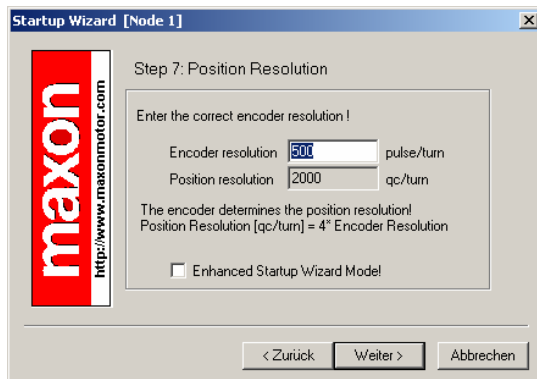 Startup Wizard [Node 1]
maxon
http://www.maxonmotor.com
Step 7: Position Resolution
Enter the correct encoder resolution !
Encoder resolution 500 pulse/turn
Position resolution 2000 qc/turn
The encoder determines the position resolution!
Position Resolution [qc/turn] = 4* Encoder Resolution
Enhanced Startup Wizard Mode!
< Zurück Weiter > Abbrechen